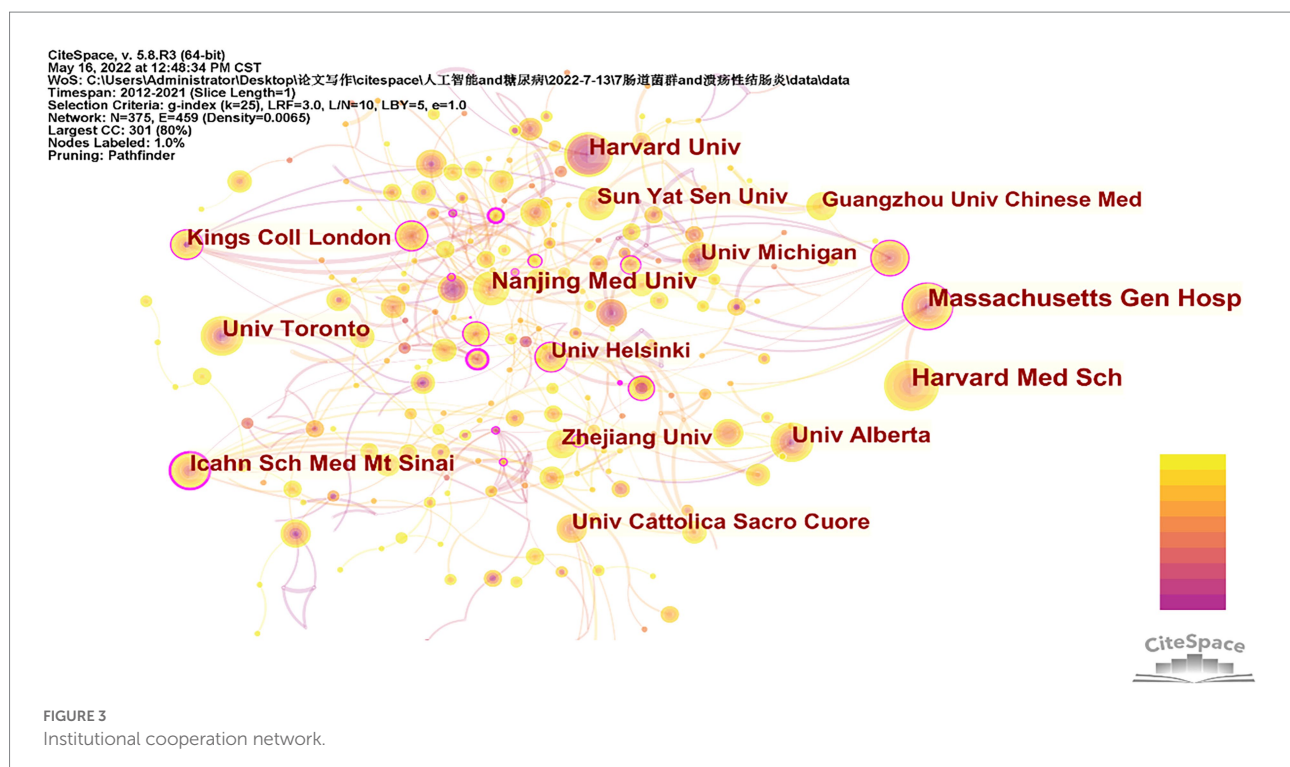 CiteSpace, v. 5.8.R3 (64-bit)
May 16, 2022 at 12:48:34 PM CST
WoS: C:\Users\Administrator\Desktop\论文写作\citespace\人工智能and糖尿病\2022-7-13\7肠道菌群and溃疡性结肠炎\data\data
Timespan: 2012-2021 (Slice Length=1)
Selection Criteria: g-index (k=25), LRF=3.0, L/N=10, LBY=5, e=1.0
Network: N=375, E=459 (Density=0.0065)
Largest CC: 301 (80%)
Nodes Labeled: 1.0%
Pruning: Pathfinder
Harvard Univ
Sun Yat Sen Univ
Guangzhou Univ Chinese Med
Kings Coll London
Univ Michigan
Nanjing Med Univ
Massachusetts Gen Hosp
Univ Toronto
Univ Helsinki
Harvard Med Sch
Zhejiang Univ
Univ Alberta
Icahn Sch Med Mt Sinai
Univ Cattolica Sacro Cuore
CiteSpace
FIGURE 3
Institutional cooperation network.